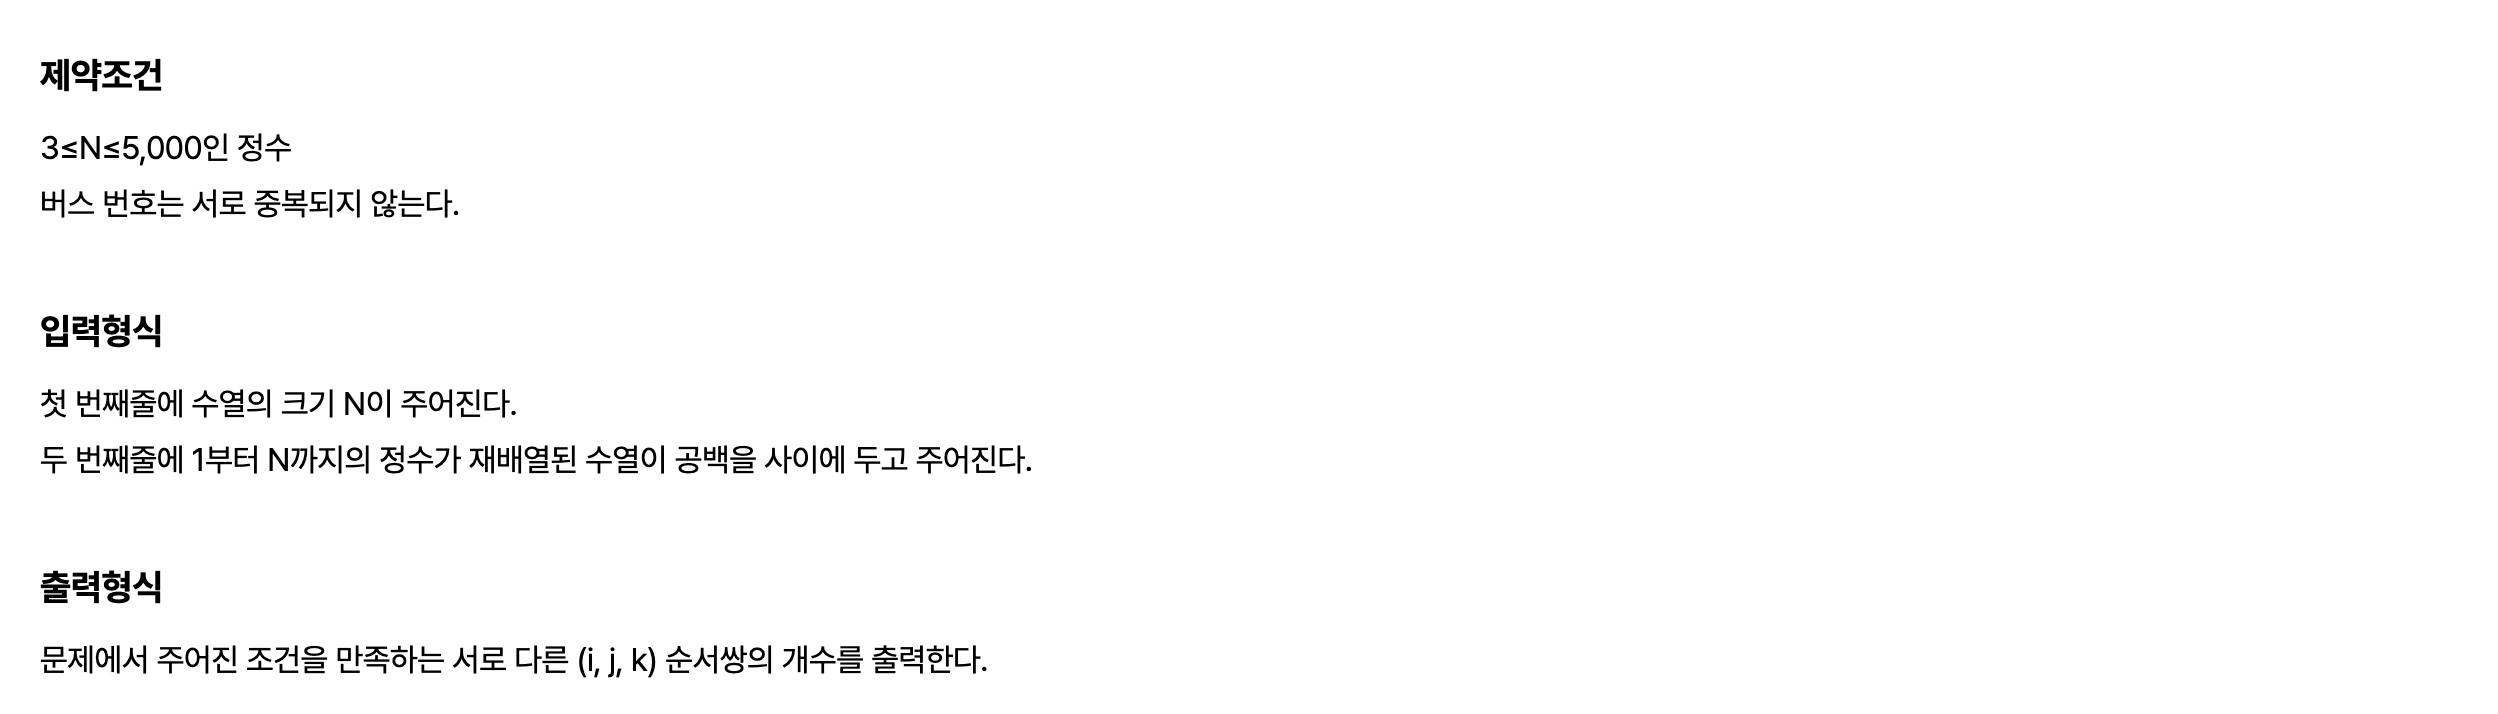 제약조건
3≤N≤5,000인 정수
버스 번호는 서로 중복되지 않는다.
입력형식
첫 번째줄에 수열의 크기 N이 주어진다.
두 번째줄에 1부터 N까지의 정수가 재배열된 수열이 공백을 사이에 두고 주어진다.
출력형식
문제에서 주어진 조건을 만족하는 서로 다른(i, j, k) 순서쌍의 개수를 출력한다.